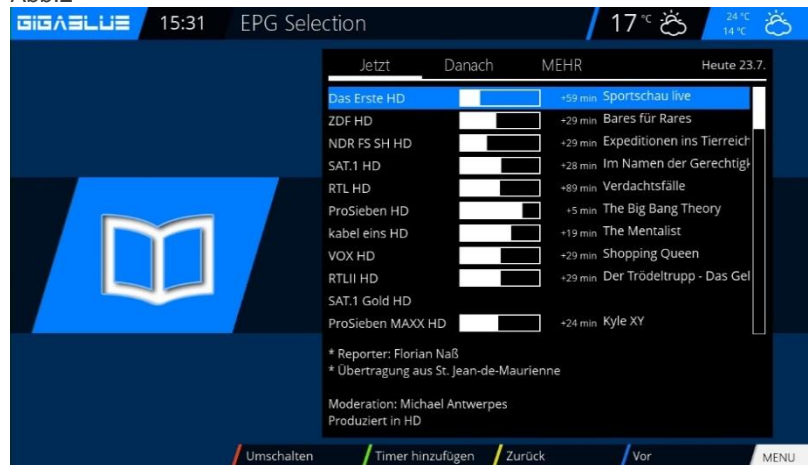 GIGABLUE 15:31 EPG Selection 17 °C 24 °C
14 °C
Jetzt Danach MEHR Heute 23.7.
Das Erste HD +59 min Sportschau live
ZDF HD +29 min Bares für Rares
NDR FS SH HD +29 min Expeditionen ins Tierreich
SAT.1 HD +28 min Im Namen der Gerechtigk
RTL HD +89 min Verdachtsfälle
ProSieben HD +5 min The Big Bang Theory
kabel eins HD +19 min The Mentalist
VOX HD +29 min Shopping Queen
RTLII HD +29 min Der Trödeltrupp - Das Gel
SAT.1 Gold HD
ProSieben MAXX HD +24 min Kyle XY
* Reporter: Florian Naß
* Übertragung aus St. Jean-de-Maurienne
Moderation: Michael Antwerpes
Produziert in HD
Umschalten Timer hinzufügen Zurück Vor MENU